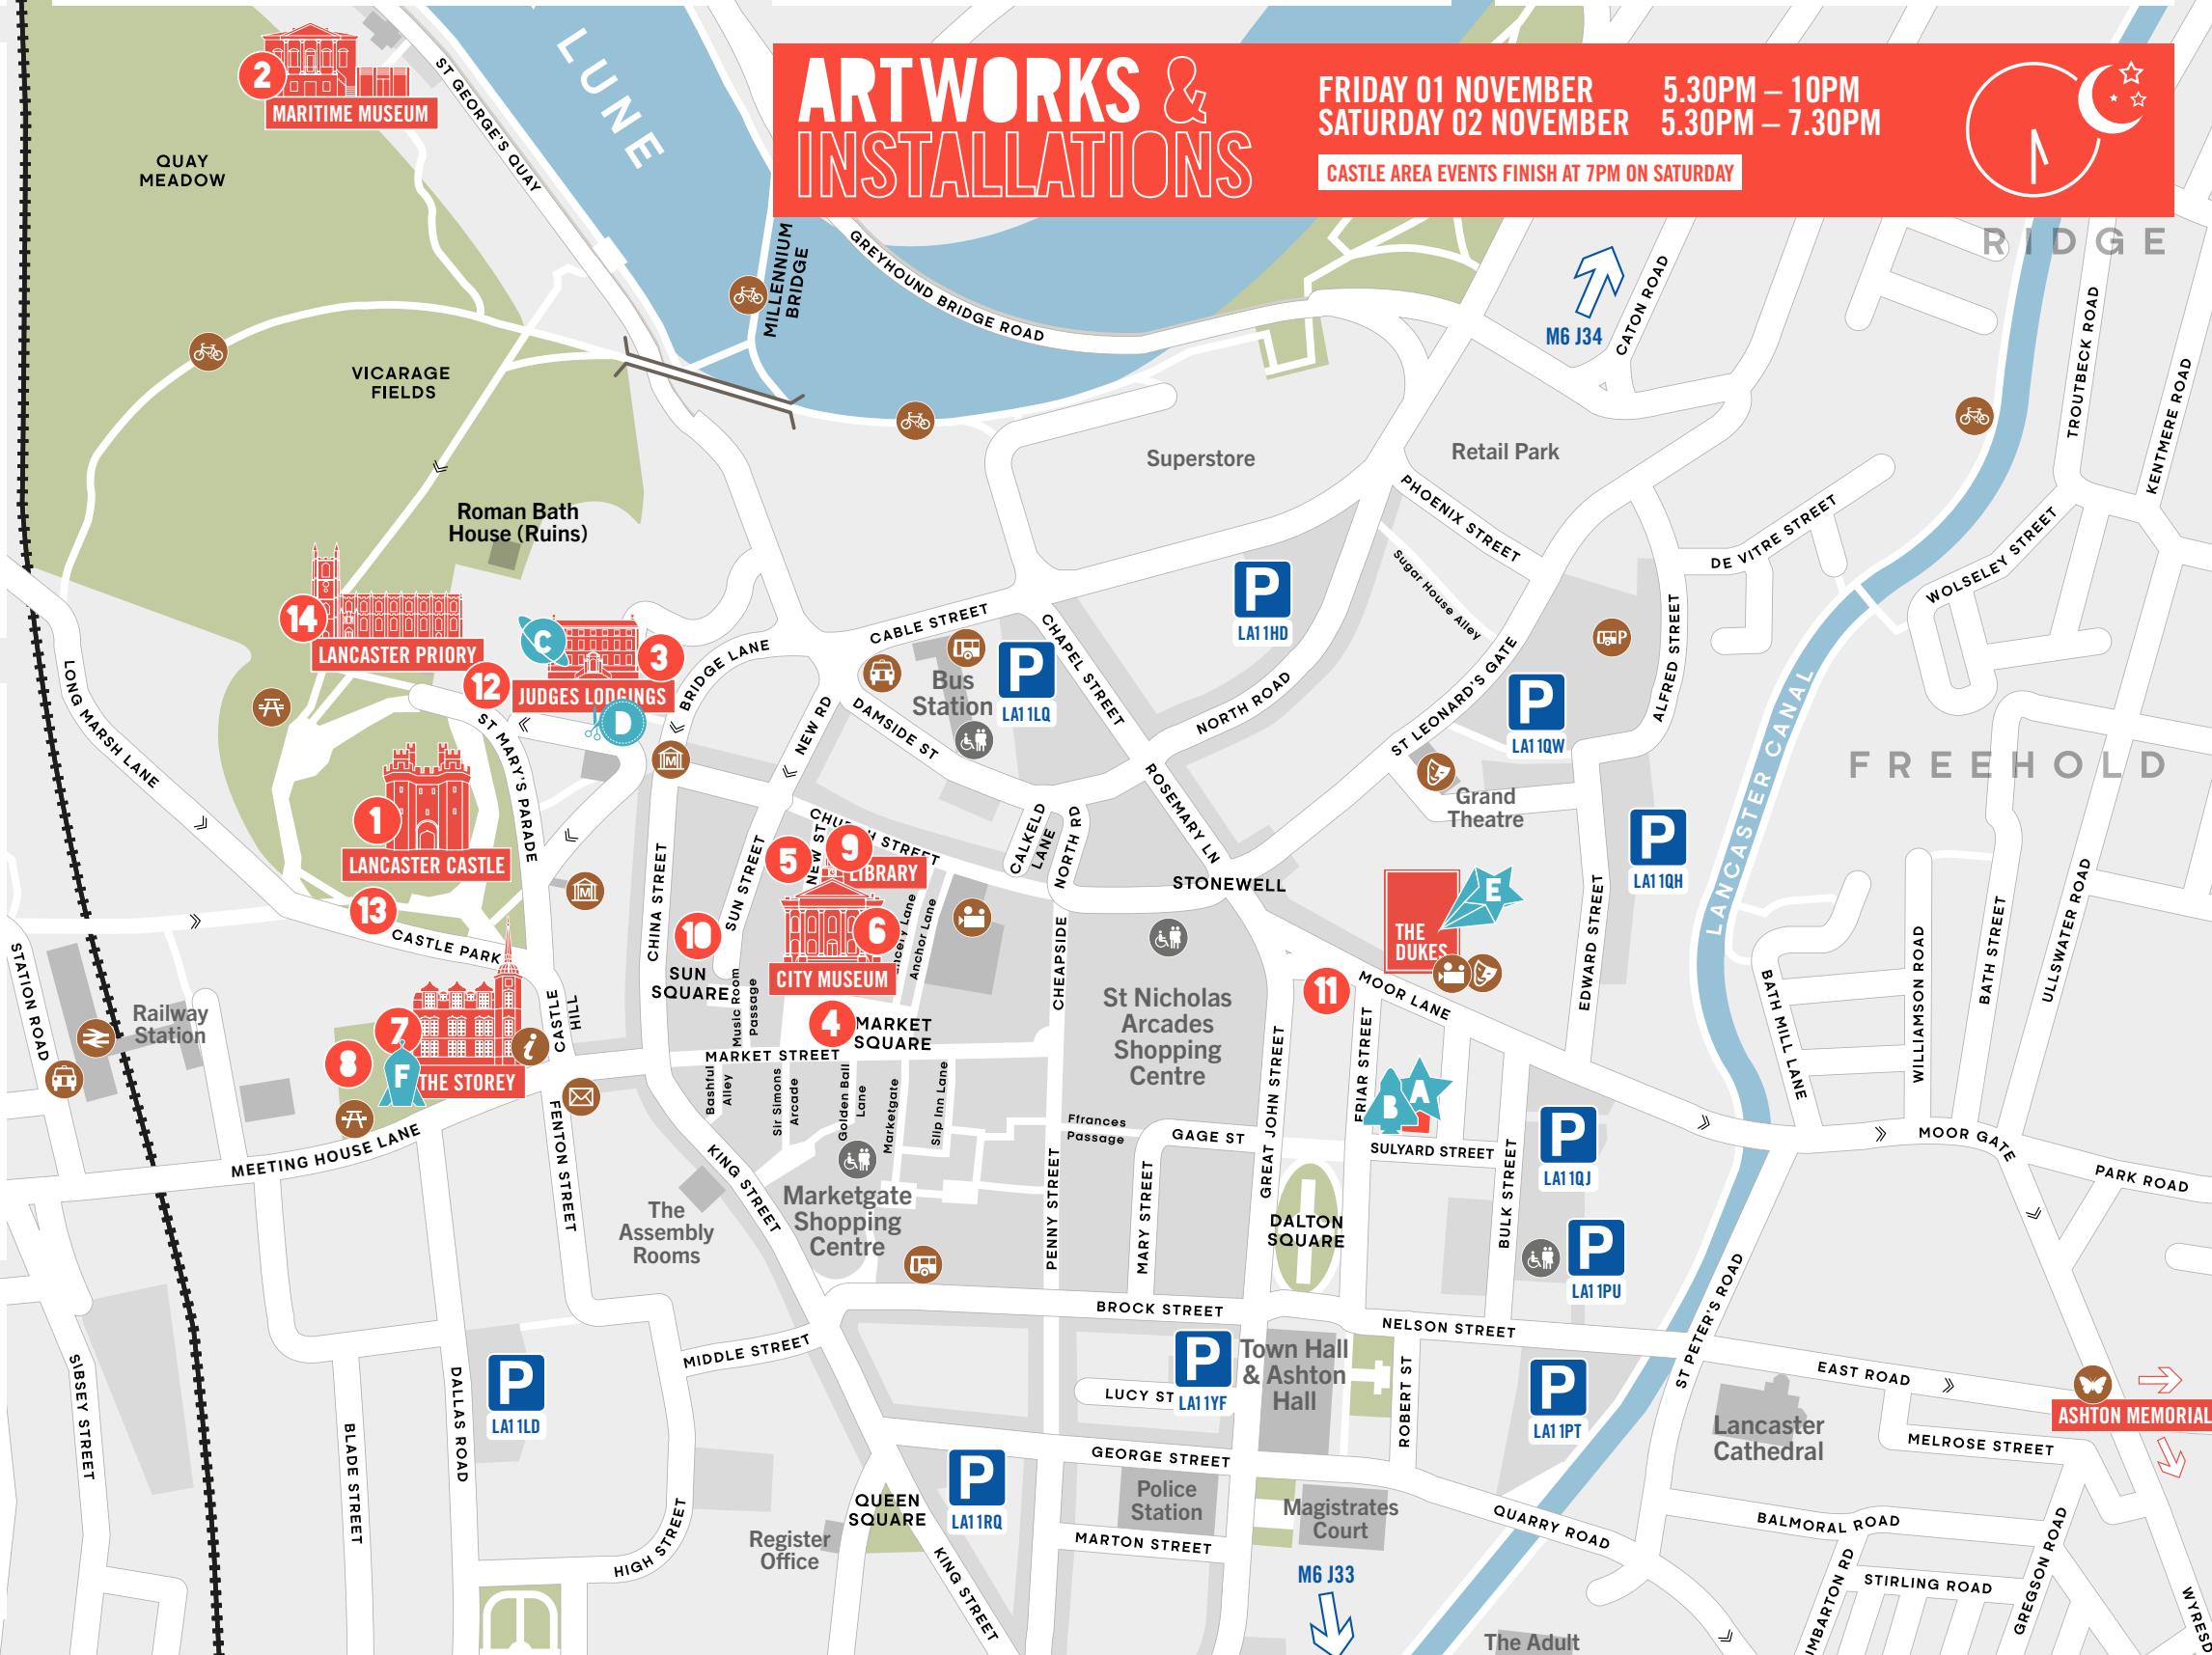 ARTWORKS &
INSTALLATIONS
FRIDAY 01 NOVEMBER 5.30PM – 10PM
SATURDAY 02 NOVEMBER 5.30PM – 7.30PM
CASTLE AREA EVENTS FINISH AT 7PM ON SATURDAY
2
MARITIME MUSEUM
QUAY
MEADOW
ST GEORGE'S QUAY
LUNE
MILLENNIUM
BRIDGE
GREYHOUND BRIDGE ROAD
M6 J34
CATON ROAD
RIDGE
TROUTBECK ROAD
KENTMERE ROAD
VICARAGE
FIELDS
Superstore
Retail Park
Roman Bath
House (Ruins)
PHOENIX STREET
Sugar House Alley
DE VITRE STREET
WOLSELEY STREET
14
LANCASTER PRIORY
12
C
3
JUDGES LODGINGS
D
BRIDGE LANE
CABLE STREET
Bus
Station
P
LA1 1LQ
CHAPEL STREET
P
LA1 1HD
NORTH ROAD
ST LEONARD'S GATE
P
LA1 1QW
P
ALFRED STREET
LONG MARSH LANE
ST MARY'S PARADE
NEW RD
DAMSIDE ST
ROSEMARY LN
Grand
Theatre
P
LA1 1QH
LANCASTER CANAL
FREEHOLD
1
LANCASTER CASTLE
13
CASTLE PARK
M
M
CHINA STREET
SUN STREET
NEW ST
CHURCH STREET
5
9
LIBRARY
6
CITY MUSEUM
10
SUN
SQUARE
Music Room
Passage
Anchor Lane
CALKELD
LANE
NORTH RD
STONEWELL
CHEAPSIDE
THE
DUKES
E
11
MOOR LANE
EDWARD STREET
BATH MILL LANE
WILLIAMSON ROAD
BATH STREET
ULLSWATER ROAD
STATION ROAD
Railway
Station
7
8
F
THE STOREY
i
CASTLE
HILL
4
MARKET
SQUARE
MARKET STREET
Bashful
Alley
Sir Simons
Arcade
Golden Ball
Lane
Marketgate
Slip Inn Lane
St Nicholas
Arcades
Shopping
Centre
Ffrances
Passage
GAGE ST
GREAT JOHN STREET
FRIAR STREET
B
A
SULYARD STREET
BULK STREET
P
LA1 1QJ
MOOR GATE
PARK ROAD
MEETING HOUSE LANE
FENTON STREET
KING STREET
The
Assembly
Rooms
Marketgate
Shopping
Centre
PENNY STREET
MARY STREET
DALTON
SQUARE
P
LA1 1PU
ST PETER'S ROAD
BROCK STREET
NELSON STREET
EAST ROAD
ASHTON MEMORIAL
MIDDLE STREET
LUCY ST
P
LA1 1YF
Town Hall
& Ashton
Hall
ROBERT ST
P
LA1 1PT
Lancaster
Cathedral
MELROSE STREET
SIBSEY STREET
BLADE STREET
DALLAS ROAD
P
LA1 1LD
GEORGE STREET
P
LA1 1RQ
Police
Station
Magistrates
Court
QUARRY ROAD
BALMORAL ROAD
QUEEN
SQUARE
Register
Office
HIGH STREET
KING STREET
MARTON STREET
M6 J33
The Adult
STIRLING ROAD
GREGSON ROAD